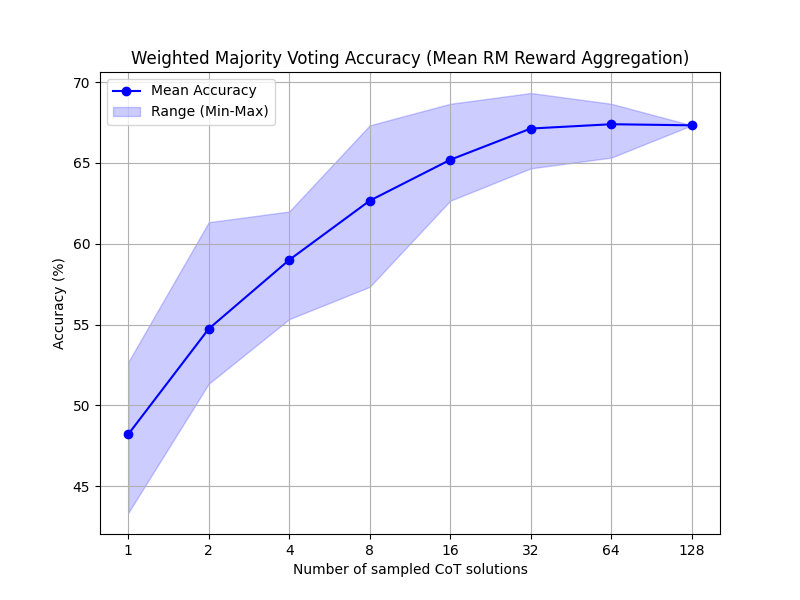 Weighted Majority Voting Accuracy (Mean RM Reward Aggregation)
Mean Accuracy
Range (Min-Max)
70
65
60
55
50
45
Accuracy (%)
1 2 4 8 16 32 64 128
Number of sampled CoT solutions